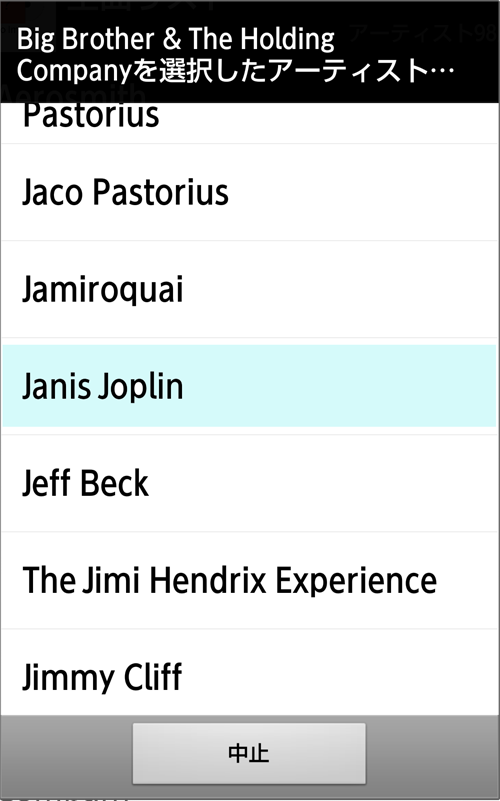 Big Brother & The Holding
Companyを選択したアーティスト…
Pastorius
Jaco Pastorius
Jamiroquai
Janis Joplin
Jeff Beck
The Jimi Hendrix Experience
Jimmy Cliff
中止